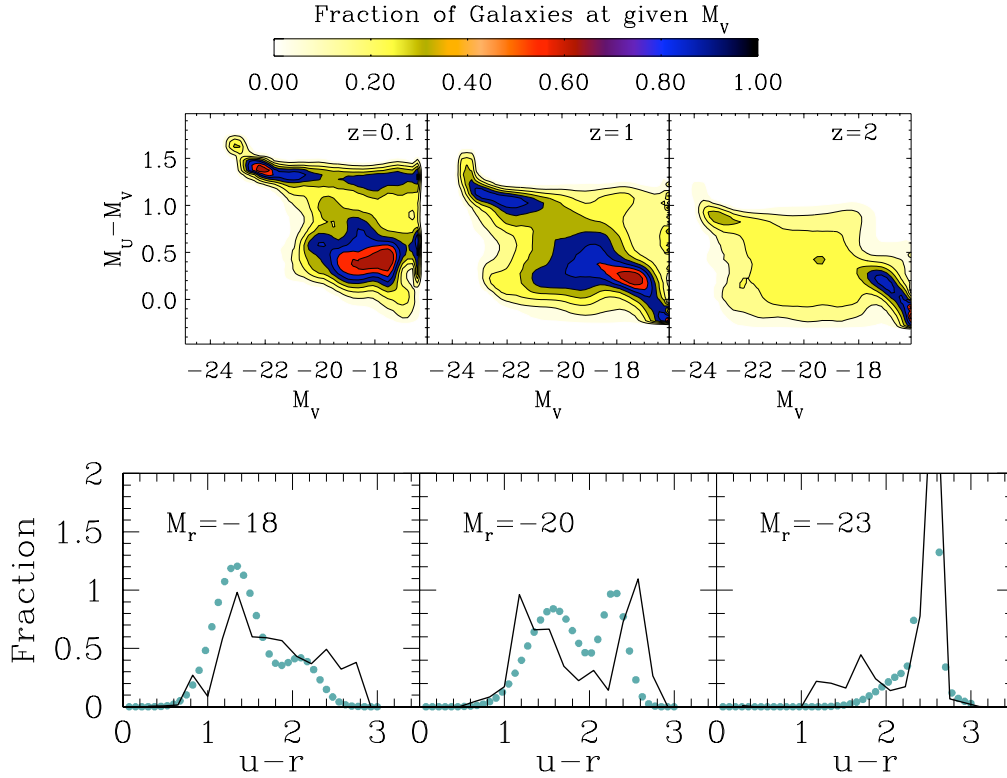 Fraction of Galaxies at given M_V
0.00 0.20 0.40 0.60 0.80 1.00
z=0.1 z=1 z=2
M_U−M_V
1.5
1.0
0.5
0.0
−24 −22 −20 −18 −24 −22 −20 −18 −24 −22 −20 −18
M_V M_V M_V
Fraction
2
1.5
1
0.5
0
M_r=−18 M_r=−20 M_r=−23
0 1 2 3 0 1 2 3 0 1 2 3
u−r u−r u−r